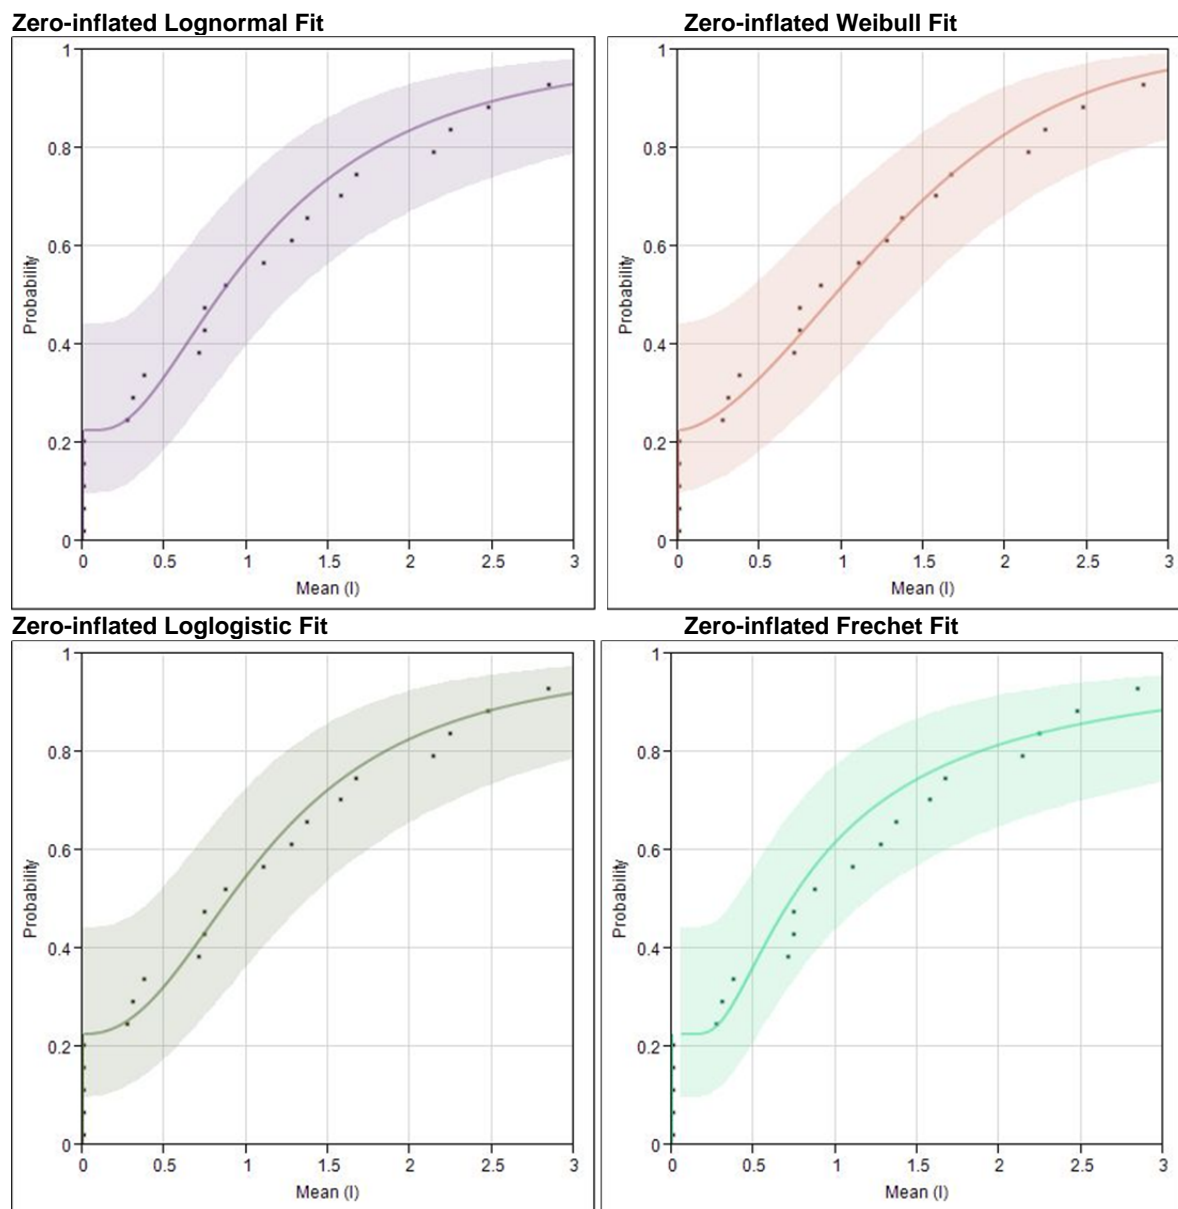 Zero-inflated Lognormal Fit
Zero-inflated Weibull Fit
1
0.8
0.6
0.4
0.2
0
Probability
0 0.5 1 1.5 2 2.5 3
Mean (l)
1
0.8
0.6
0.4
0.2
0
Probability
0 0.5 1 1.5 2 2.5 3
Mean (l)
Zero-inflated Loglogistic Fit
Zero-inflated Frechet Fit
1
0.8
0.6
0.4
0.2
0
Probability
0 0.5 1 1.5 2 2.5 3
Mean (l)
1
0.8
0.6
0.4
0.2
0
Probability
0 0.5 1 1.5 2 2.5 3
Mean (l)